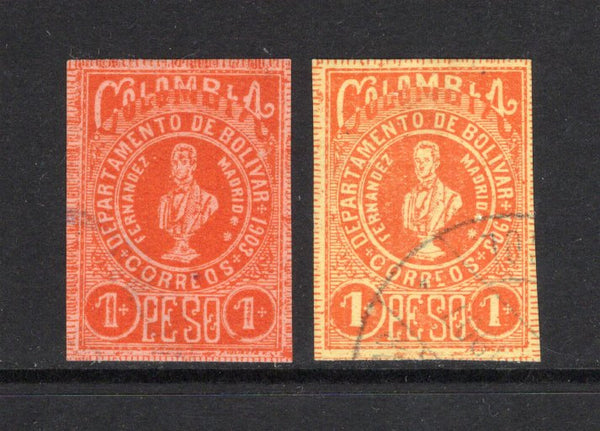 COLOMBIA
DEPARTAMENTO DE BOLIVAR 1903
FERNANDEZ MADRID
CORREOS
1 PESO 1
COLOMBIA
DEPARTAMENTO DE BOLIVAR 1903
FERNANDEZ MADRID
CORREOS
1 PESO 1